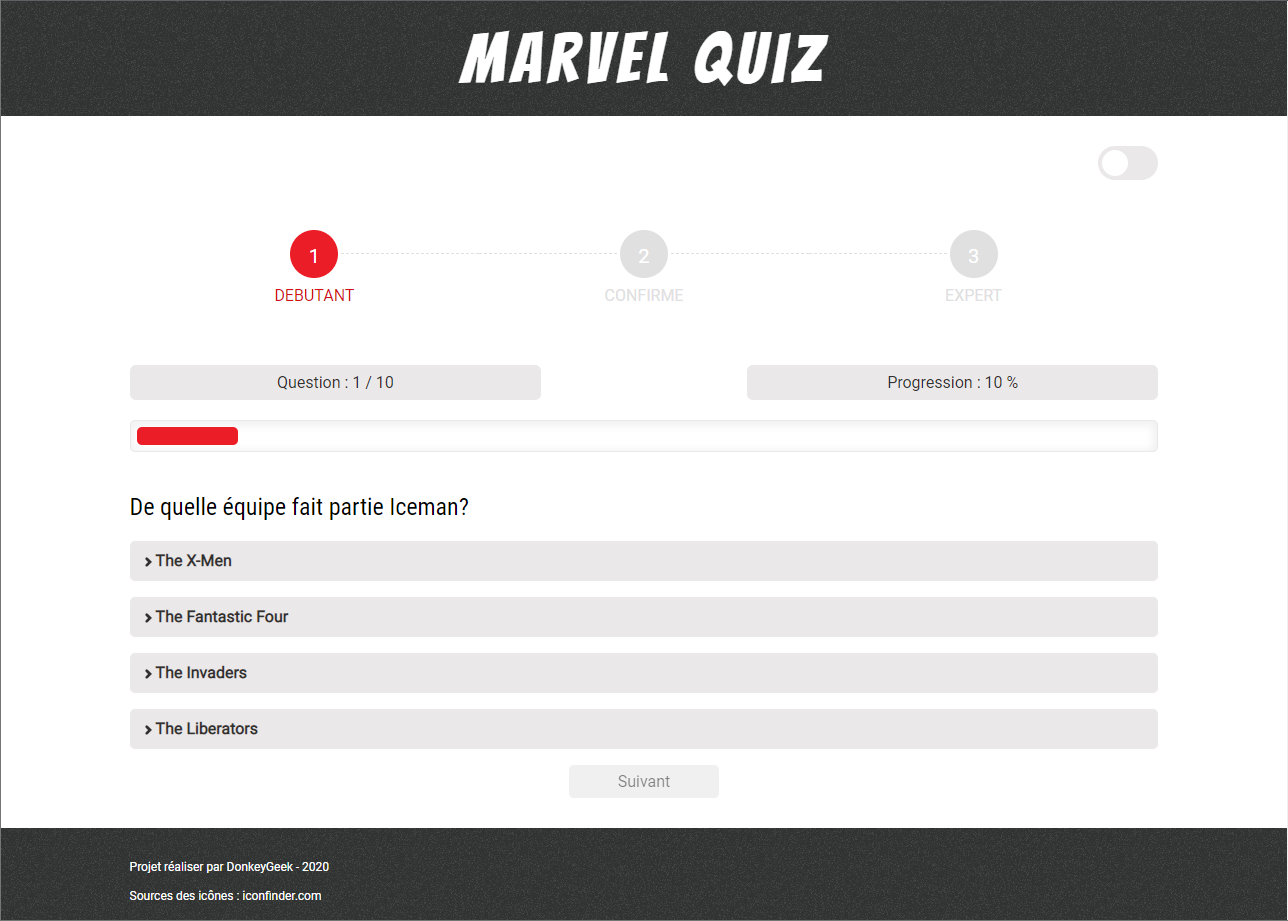 MARVEL QUIZ
1
2
3
DEBUTANT
CONFIRME
EXPERT
Question : 1 / 10
Progression : 10 %
De quelle équipe fait partie Iceman?
The X-Men
The Fantastic Four
The Invaders
The Liberators
Suivant
Projet réaliser par DonkeyGeek - 2020
Sources des icônes : iconfinder.com